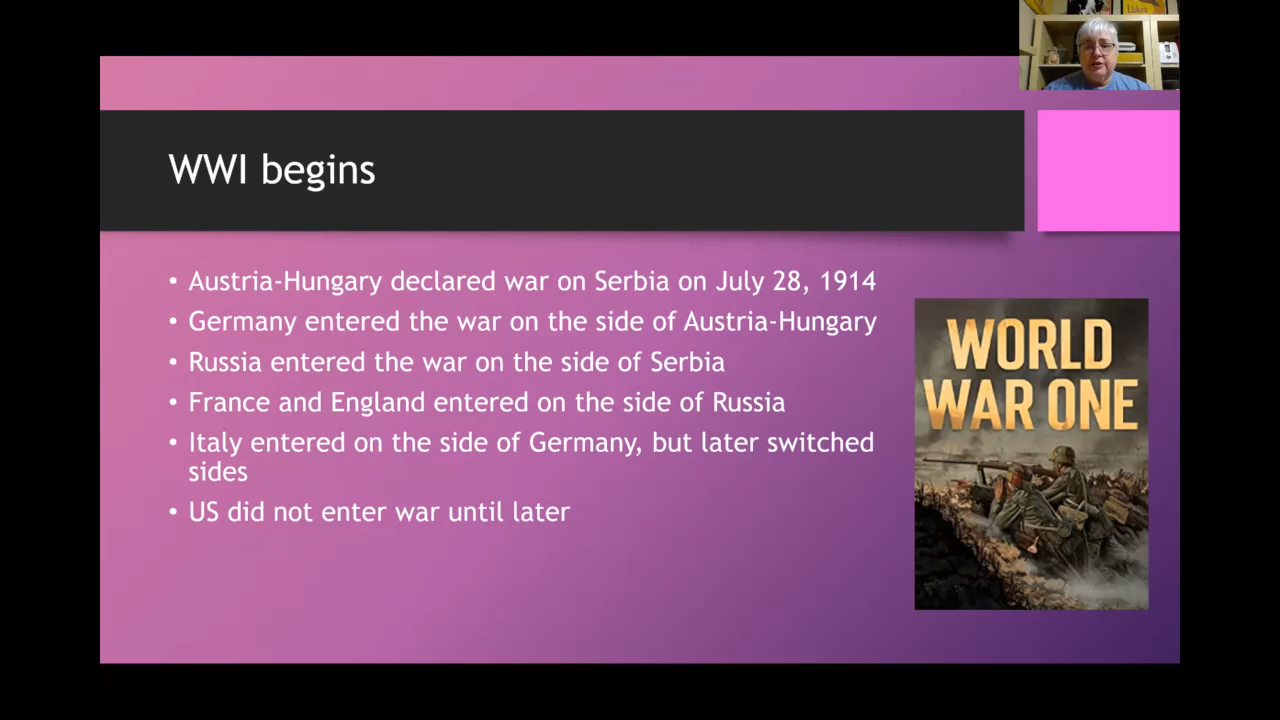 WWI begins
• Austria-Hungary declared war on Serbia on July 28, 1914
• Germany entered the war on the side of Austria-Hungary
• Russia entered the war on the side of Serbia
• France and England entered on the side of Russia
• Italy entered on the side of Germany, but later switched
sides
• US did not enter war until later
WORLD
WAR ONE